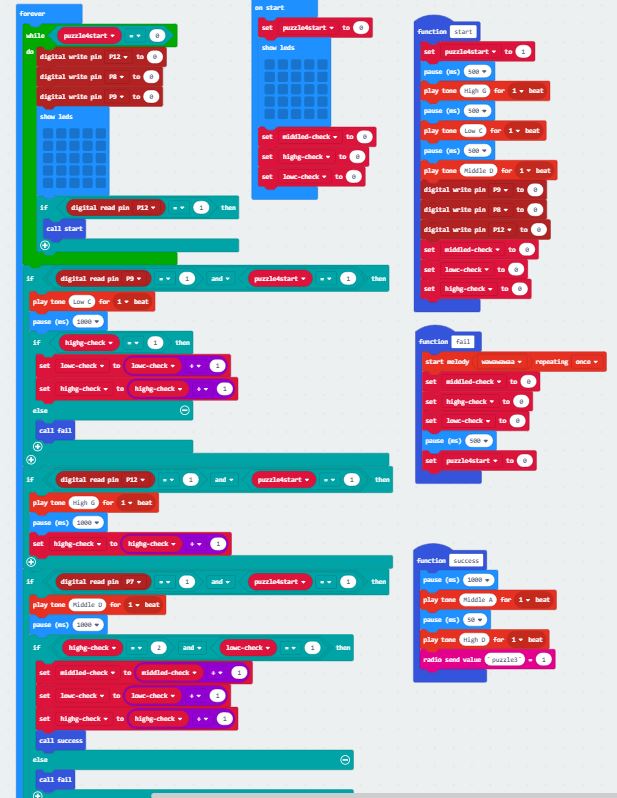 forever
while puzzle4start = 0
do digital write pin P12 to 0
digital write pin P8 to 0
digital write pin P9 to 0
show leds
if digital read pin P12 = 1 then
call start
if digital read pin P9 = 1 and puzzle4start = 1 then
play tone Low C for 1 beat
pause (ms) 1000
if highg-check = 1 then
set lowc-check to lowc-check + 1
set highg-check to highg-check + 1
else
call fail
if digital read pin P12 = 1 and puzzle4start = 1 then
play tone High G for 1 beat
pause (ms) 1000
set highg-check to highg-check + 1
if digital read pin P7 = 1 and puzzle4start = 1 then
play tone Middle D for 1 beat
pause (ms) 1000
if highg-check = 2 and lowc-check = 1 then
set middled-check to middled-check + 1
set lowc-check to lowc-check + 1
set highg-check to highg-check + 1
call success
else
call fail
on start
set puzzle4start to 0
show leds
set middled-check to 0
set highg-check to 0
set lowc-check to 0
function start
set puzzle4start to 1
pause (ms) 500
play tone High G for 1 beat
pause (ms) 500
play tone Low C for 1 beat
pause (ms) 500
play tone Middle D for 1 beat
digital write pin P9 to 0
digital write pin P8 to 0
digital write pin P12 to 0
set middled-check to 0
set lowc-check to 0
set highg-check to 0
function fail
start melody wawawawaa repeating once
set middled-check to 0
set highg-check to 0
set lowc-check to 0
pause (ms) 500
set puzzle4start to 0
function success
pause (ms) 1000
play tone Middle A for 1 beat
pause (ms) 50
play tone High D for 1 beat
radio send value "puzzle3" = 1